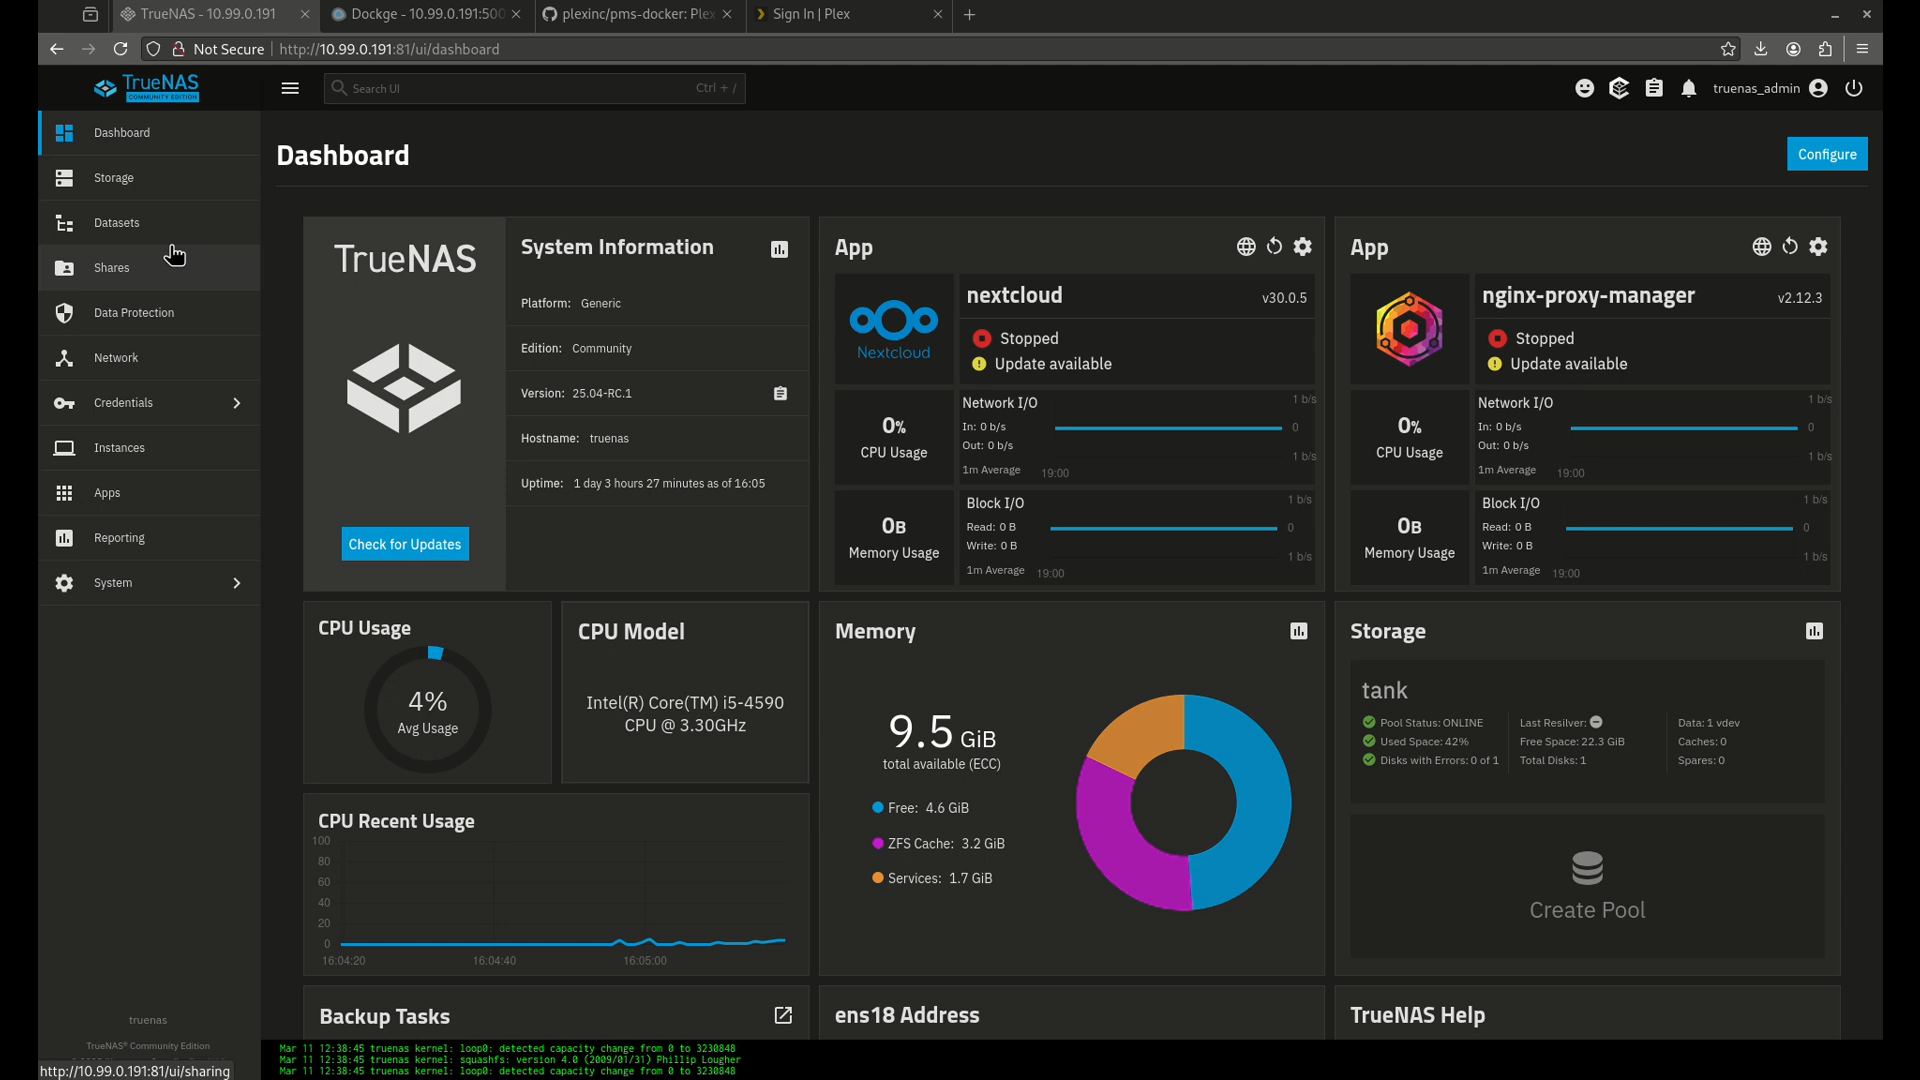 TrueNAS - 10.99.0.191
Dockge - 10.99.0.191:500
plexinc/pms-docker: Plex
Sign In | Plex
Not Secure
http://10.99.0.191:81/ui/dashboard
TrueNAS
COMMUNITY EDITION
Search UI
Ctrl + /
truenas_admin
Dashboard
Storage
Datasets
Shares
Data Protection
Network
Credentials
Instances
Apps
Reporting
System
truenas
TrueNAS® Community Edition
http://10.99.0.191:81/ui/sharing
Dashboard
Configure
TrueNAS
Check for Updates
System Information
Platform: Generic
Edition: Community
Version: 25.04-RC.1
Hostname: truenas
Uptime: 1 day 3 hours 27 minutes as of 16:05
App
Nextcloud
nextcloud
v30.0.5
Stopped
Update available
0%
CPU Usage
Network I/O
In: 0 b/s
Out: 0 b/s
1m Average
1 b/s
0
1 b/s
19:00
0B
Memory Usage
Block I/O
Read: 0 B
Write: 0 B
1m Average
1 b/s
0
1 b/s
19:00
App
nginx-proxy-manager
v2.12.3
Stopped
Update available
0%
CPU Usage
Network I/O
In: 0 b/s
Out: 0 b/s
1m Average
1 b/s
0
1 b/s
19:00
0B
Memory Usage
Block I/O
Read: 0 B
Write: 0 B
1m Average
1 b/s
0
1 b/s
19:00
CPU Usage
4%
Avg Usage
CPU Model
Intel(R) Core(TM) i5-4590
CPU @ 3.30GHz
CPU Recent Usage
100
80
60
40
20
0
16:04:20
16:04:40
16:05:00
Memory
9.5 GiB
total available (ECC)
Free: 4.6 GiB
ZFS Cache: 3.2 GiB
Services: 1.7 GiB
Storage
tank
Pool Status: ONLINE
Used Space: 42%
Disks with Errors: 0 of 1
Last Resilver:
Free Space: 22.3 GiB
Total Disks: 1
Data: 1 vdev
Caches: 0
Spares: 0
Create Pool
Backup Tasks
ens18 Address
TrueNAS Help
Mar 11 12:38:45 truenas kernel: loop0: detected capacity change from 0 to 3230848
Mar 11 12:38:45 truenas kernel: squashfs: version 4.0 (2009/01/31) Phillip Lougher
Mar 11 12:38:45 truenas kernel: loop0: detected capacity change from 0 to 3230848